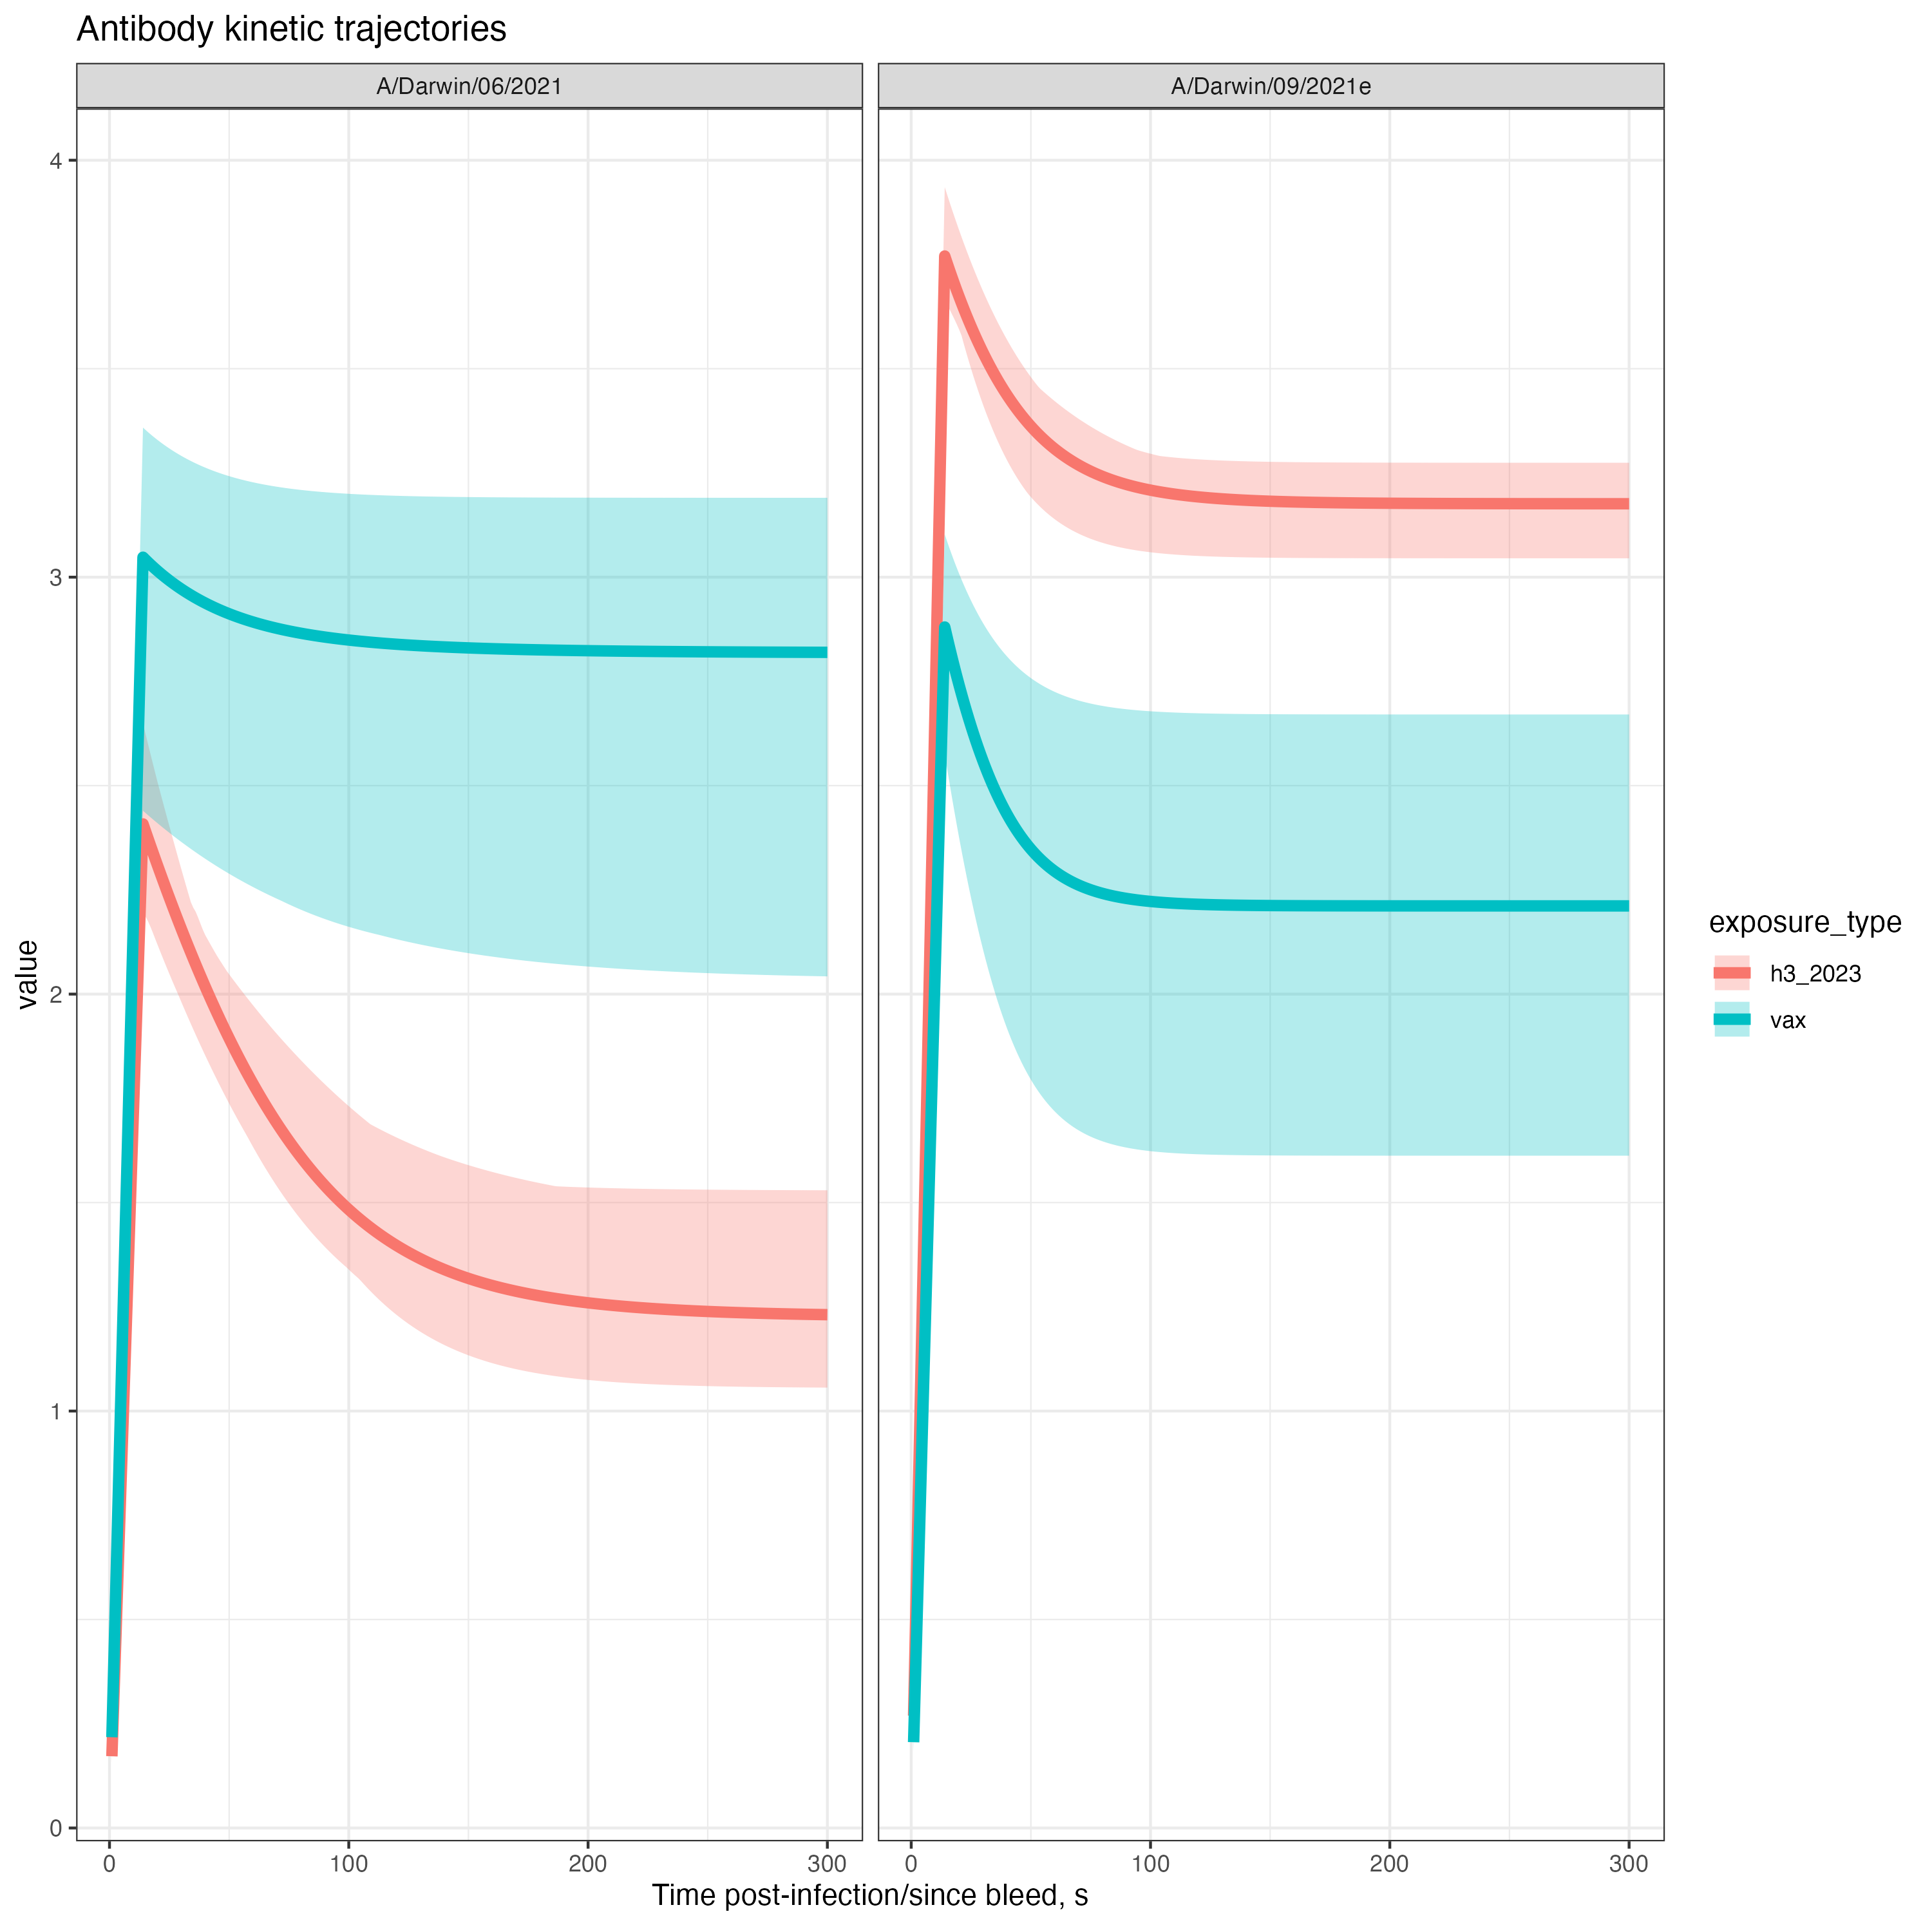 Antibody kinetic trajectories
A/Darwin/06/2021
A/Darwin/09/2021e
4
3
2
1
0
value
0
100
200
300
0
100
200
300
Time post-infection/since bleed, s
exposure_type
h3_2023
vax